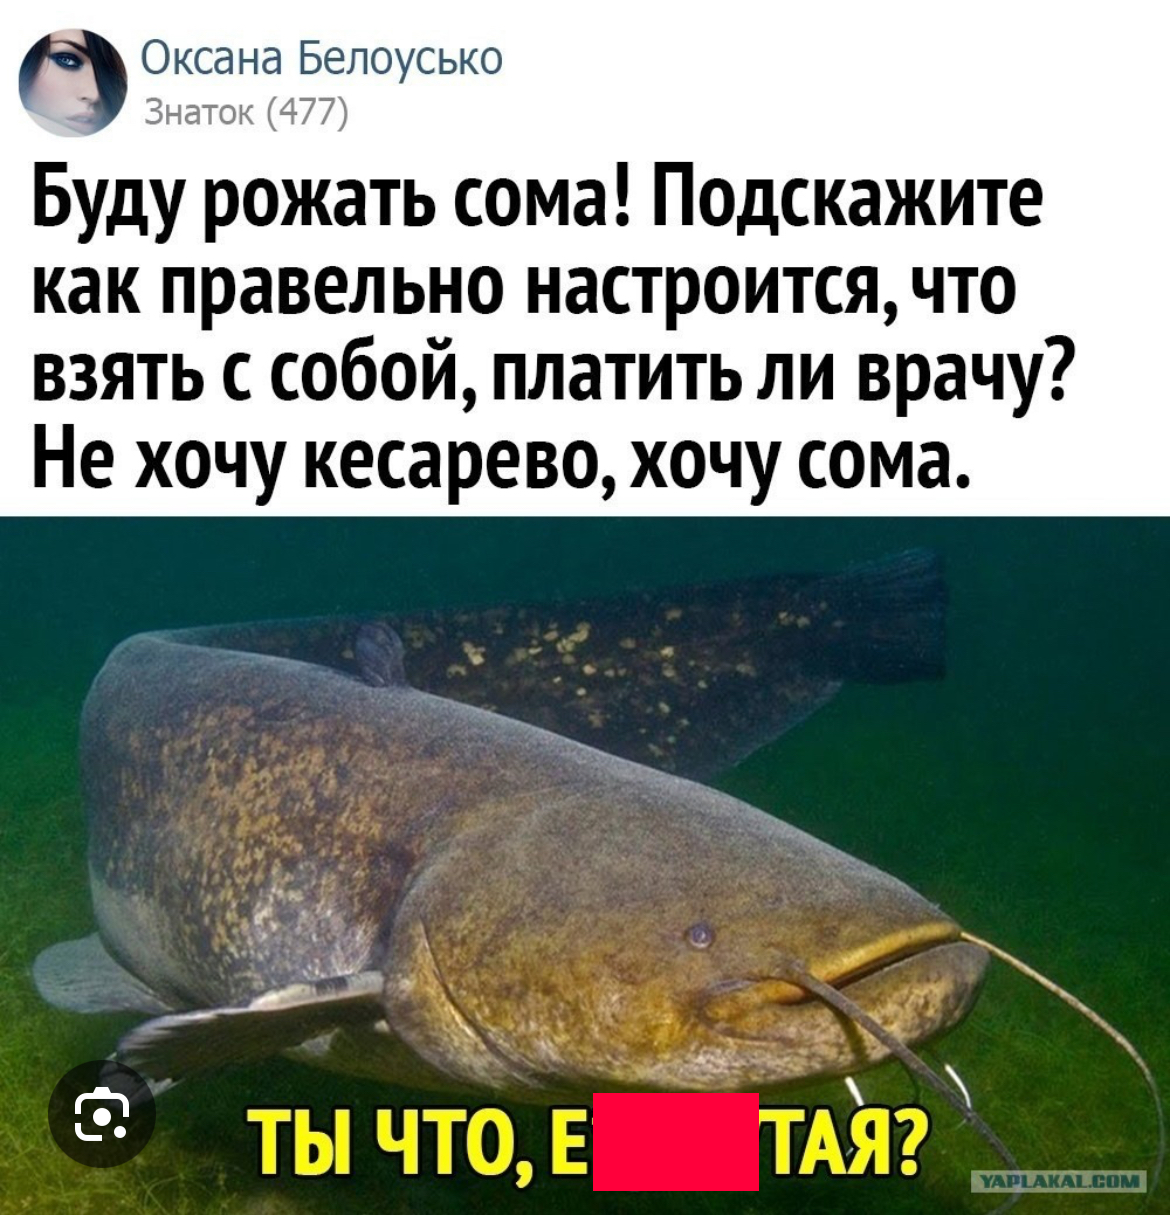 Оксана Белоусько
Знаток (477)
Буду рожать сома! Подскажите
как правельно настроится, что
взять с собой, платить ли врачу?
Не хочу кесарево, хочу сома.
ТЫ ЧТО,
YAPLAKAL.COM